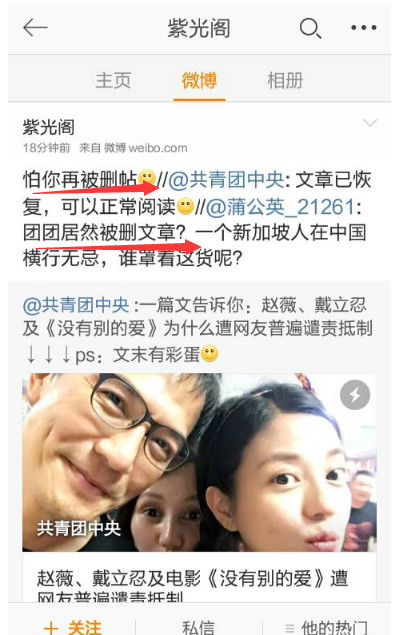 紫光阁
主页 微博 相册
紫光阁
18分钟前 来自 微博 weibo.com
怕你再被删帖//@共青团中央: 文章已恢
复，可以正常阅读//@蒲公英_21261:
团团居然被删文章？一个新加坡人在中国
横行无忌，谁罩着这货呢？
@共青团中央 :一篇文告诉你：赵薇、戴立忍
及《没有别的爱》为什么遭网友普遍谴责抵制
↓↓↓ps：文末有彩蛋
共青团中央
赵薇、戴立忍及电影《没有别的爱》遭
网友普遍谴责抵制
+ 关注 私信 他的热门